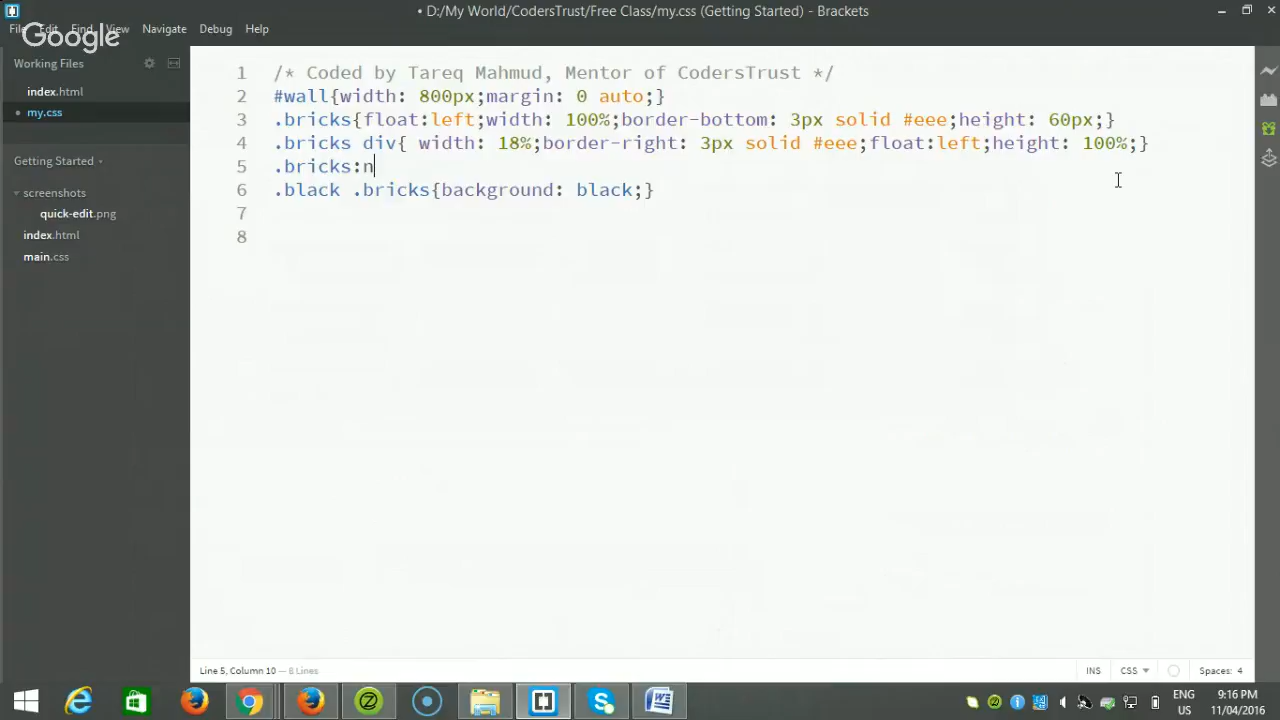 • D:/My World/CodersTrust/Free Class/my.css (Getting Started) - Brackets
File Edit Find View Navigate Debug Help
Google
Working Files
index.html
• my.css
Getting Started
screenshots
quick-edit.png
index.html
main.css
1 /* Coded by Tareq Mahmud, Mentor of CodersTrust */
2 #wall{width: 800px;margin: 0 auto;}
3 .bricks{float:left;width: 100%;border-bottom: 3px solid #eee;height: 60px;}
4 .bricks div{ width: 18%;border-right: 3px solid #eee;float:left;height: 100%;}
5 .bricks:n
6 .black .bricks{background: black;}
7
8
Line 5, Column 10 — 8 Lines
INS CSS Spaces: 4
ENG 9:16 PM
US 11/04/2016